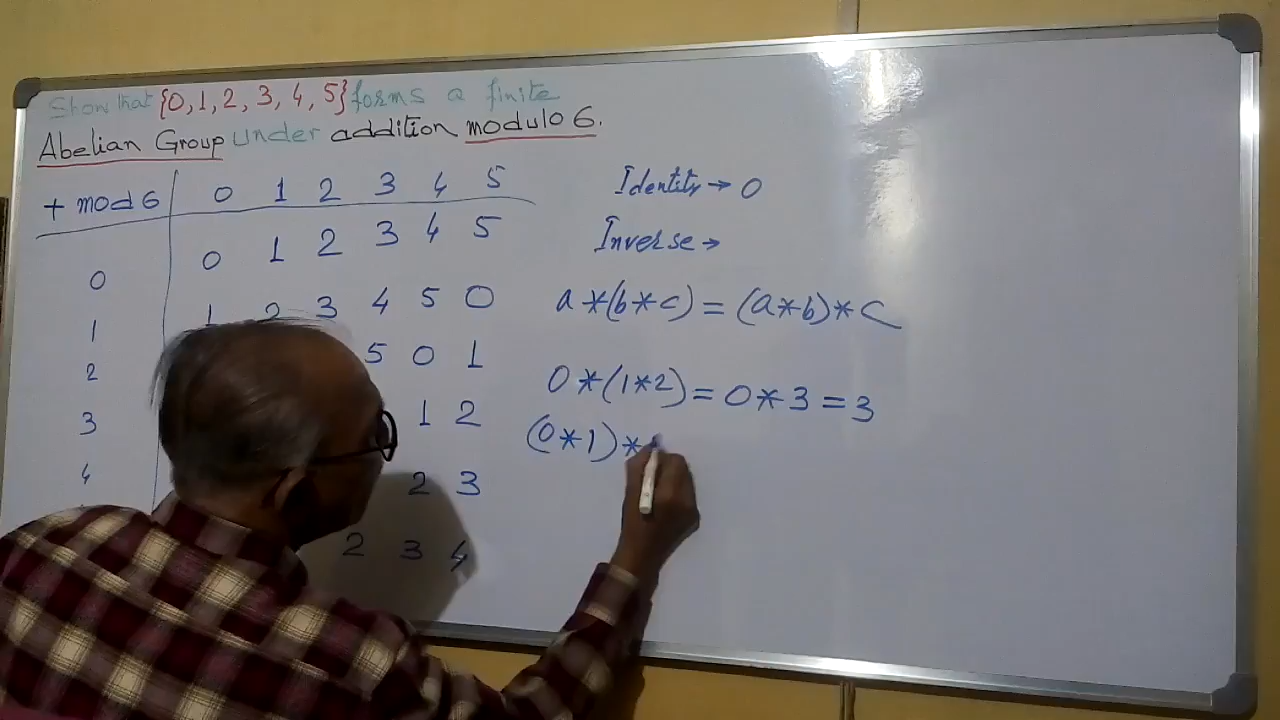 Show that {0, 1, 2, 3, 4, 5} forms a finite
Abelian Group under addition modulo 6.
+ mod 6 0 1 2 3 4 5
0 0 1 2 3 4 5
1 1 2 3 4 5 0
2 5 0 1
3 1 2
4 2 3
2 3 4
Identity → 0
Inverse →
a * (b * c) = (a * b) * c
0 * (1 * 2) = 0 * 3 = 3
(0 * 1) *